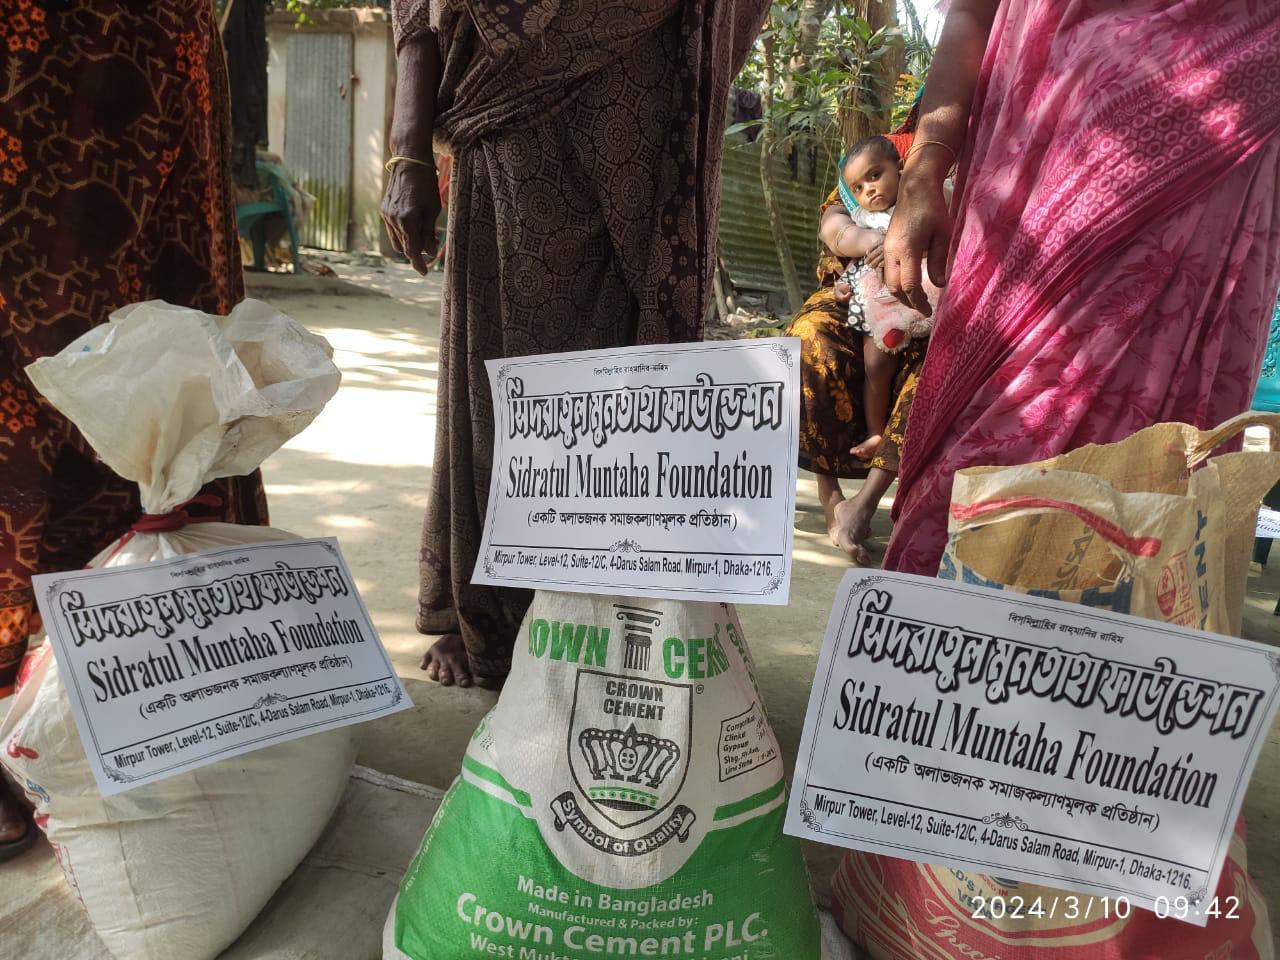 বিস্‌মিল্লাহির রাহ্‌মানির রাহিম
সিদরাতুল মুনতাহা ফাউন্ডেশন
Sidratul Muntaha Foundation
(একটি অলাভজনক সমাজকল্যাণমূলক প্রতিষ্ঠান)
Mirpur Tower, Level-12, Suite-12/C, 4-Darus Salam Road, Mirpur-1, Dhaka-1216.
বিস্‌মিল্লাহির রাহ্‌মানির রাহিম
সিদরাতুল মুনতাহা ফাউন্ডেশন
Sidratul Muntaha Foundation
(একটি অলাভজনক সমাজকল্যাণমূলক প্রতিষ্ঠান)
Mirpur Tower, Level-12, Suite-12/C, 4-Darus Salam Road, Mirpur-1, Dhaka-1216.
বিস্‌মিল্লাহির রাহ্‌মানির রাহিম
সিদরাতুল মুনতাহা ফাউন্ডেশন
Sidratul Muntaha Foundation
(একটি অলাভজনক সমাজকল্যাণমূলক প্রতিষ্ঠান)
Mirpur Tower, Level-12, Suite-12/C, 4-Darus Salam Road, Mirpur-1, Dhaka-1216.
OWN CEM
CROWN
CEMENT
Symbol of Quality
Made in Bangladesh
Manufactured & Packed by:
Crown Cement PLC.
West
2024/3/10 09:42